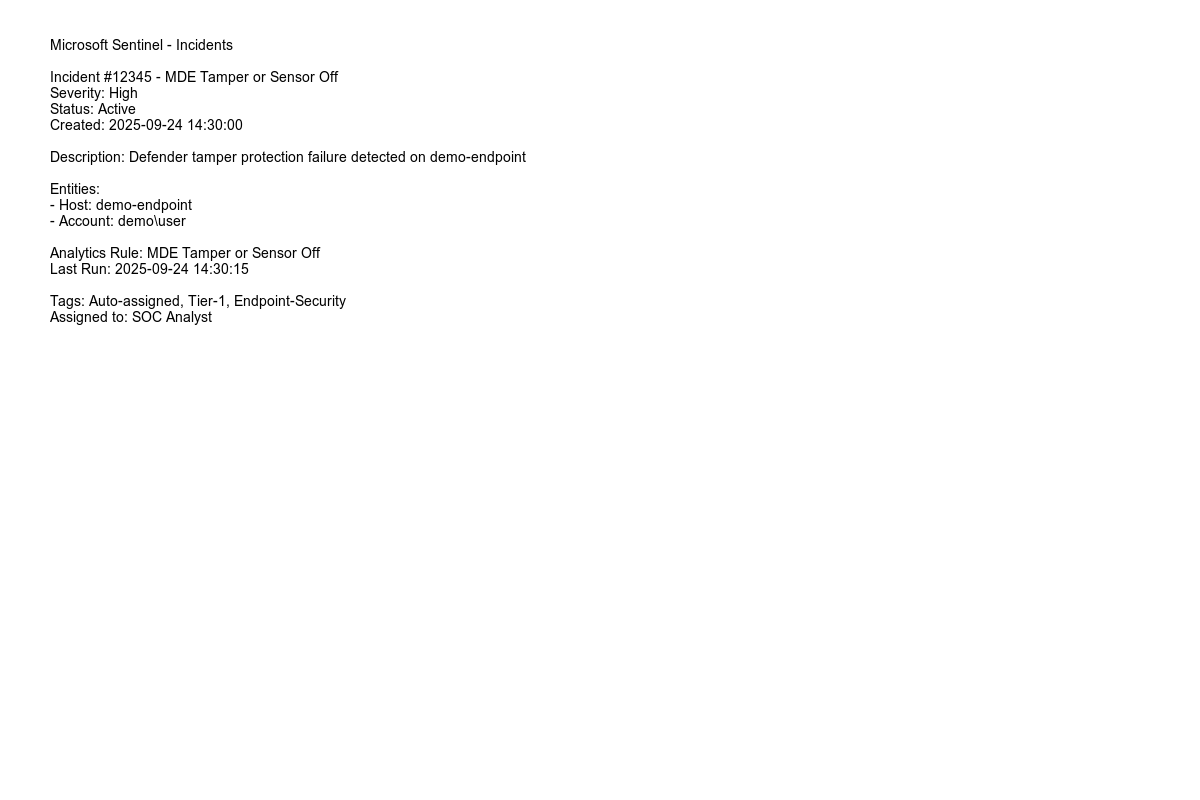 Microsoft Sentinel - Incidents
Incident #12345 - MDE Tamper or Sensor Off
Severity: High
Status: Active
Created: 2025-09-24 14:30:00
Description: Defender tamper protection failure detected on demo-endpoint
Entities:
- Host: demo-endpoint
- Account: demo\user
Analytics Rule: MDE Tamper or Sensor Off
Last Run: 2025-09-24 14:30:15
Tags: Auto-assigned, Tier-1, Endpoint-Security
Assigned to: SOC Analyst